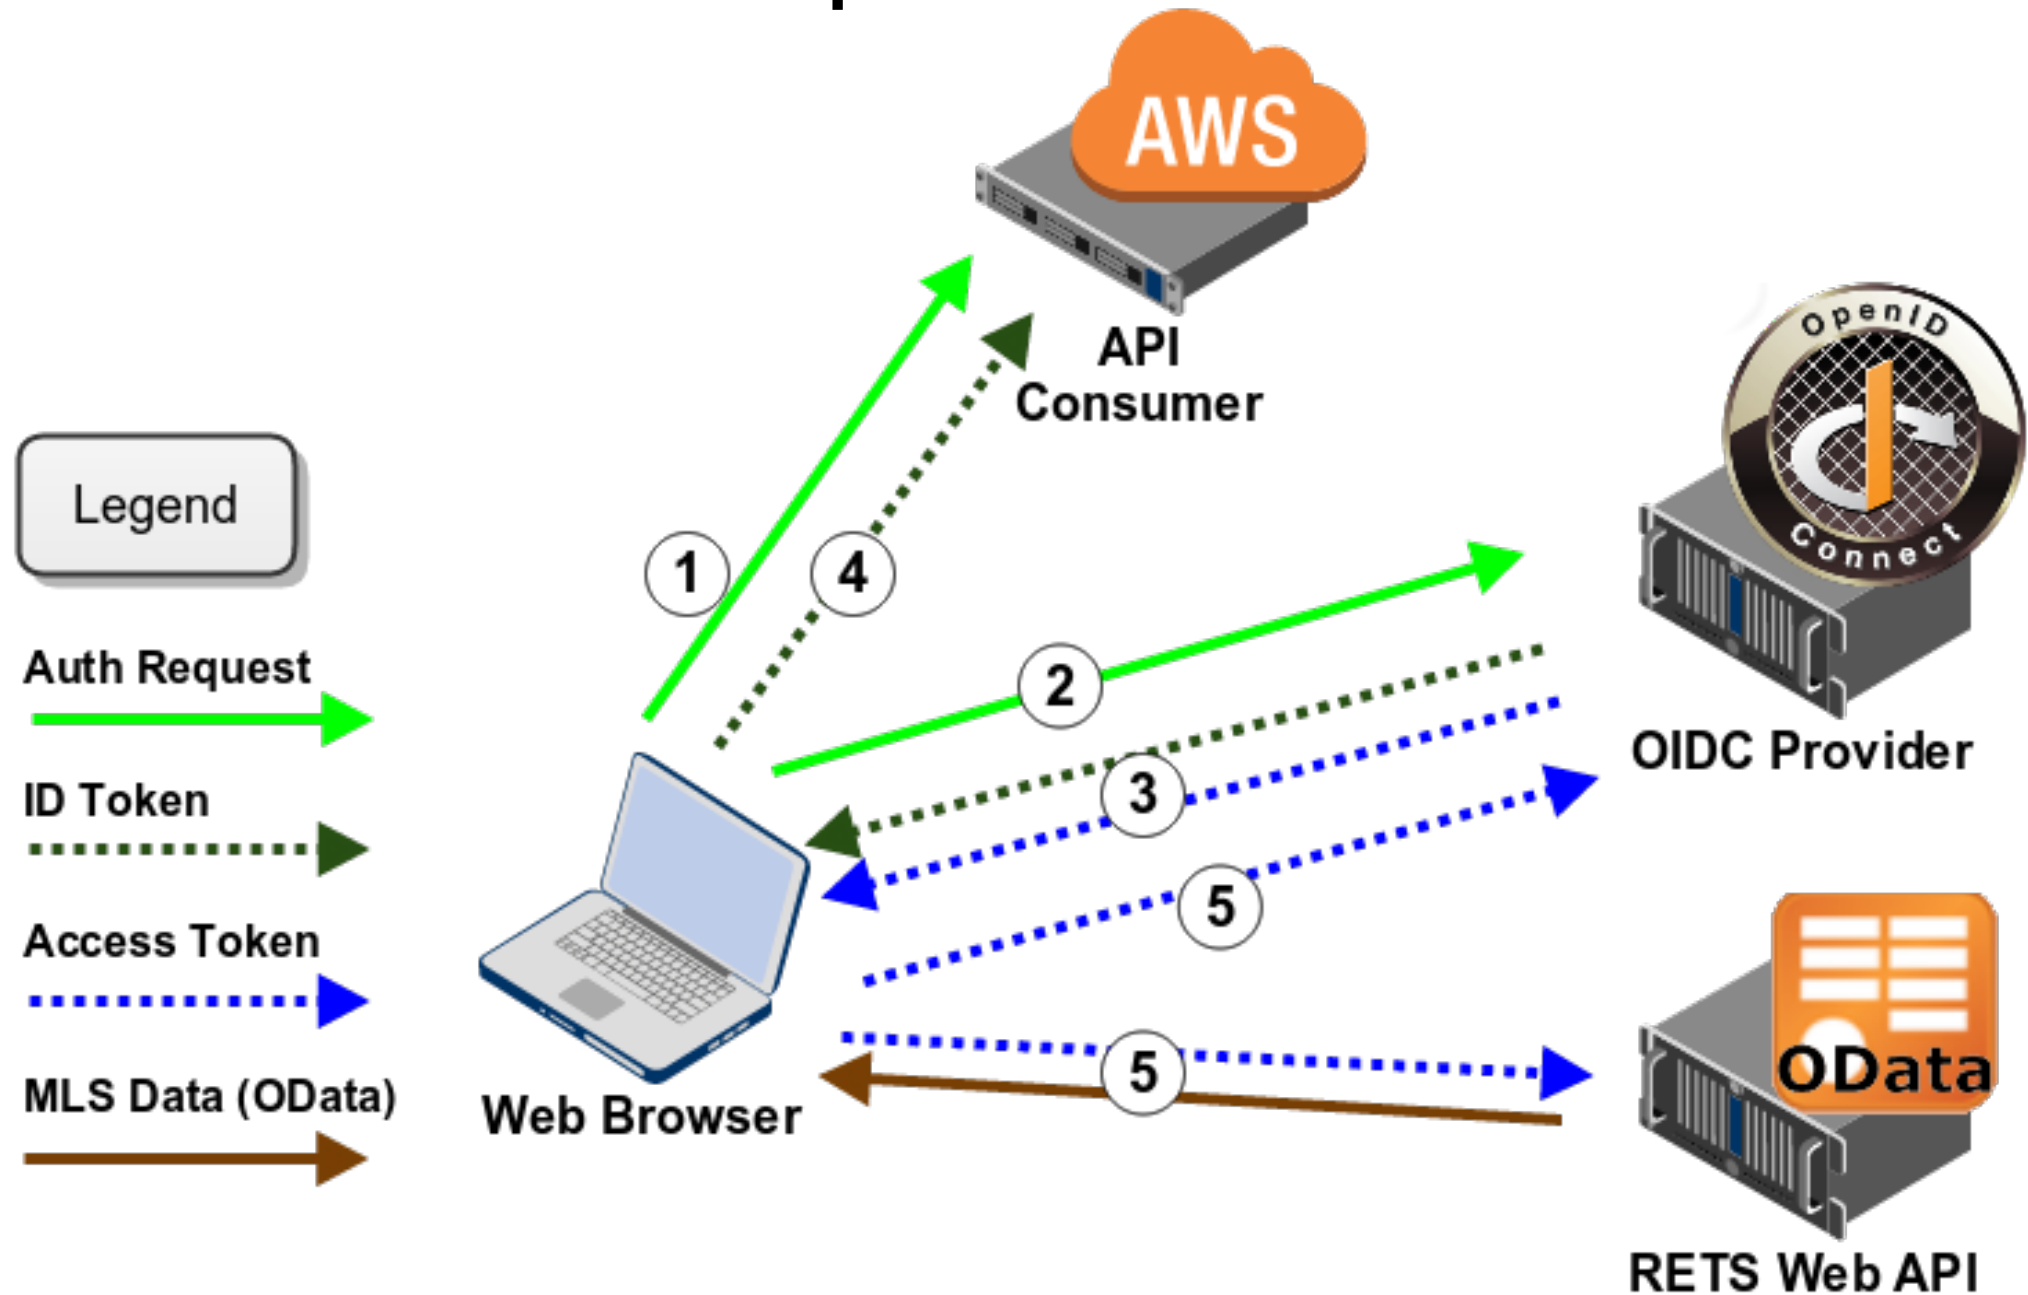 AWS
API
Consumer
OpenID
Connect
OIDC Provider
Legend
Auth Request
ID Token
Access Token
MLS Data (OData)
1
4
2
3
5
5
Web Browser
OData
RETS Web API